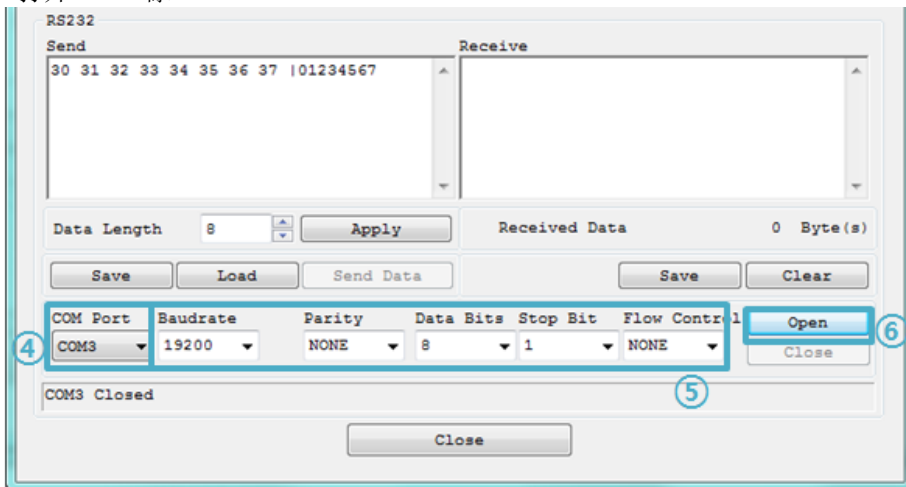 RS232
Send
Receive
30 31 32 33 34 35 36 37 |01234567
Data Length 8 Apply
Received Data 0 Byte(s)
Save Load Send Data
Save Clear
COM Port Baudrate Parity Data Bits Stop Bit Flow Control
Open
④ COM3 19200 NONE 8 1 NONE
⑥
Close
⑤
COM3 Closed
Close